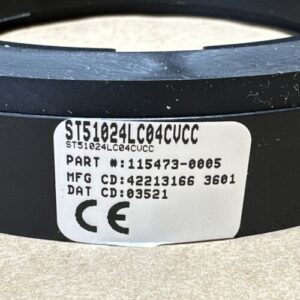 ST51024LC04CVCC
ST51024LC04CVCC
PART #:115473-0005
MFG CD:42213166 3601
DAT CD:03521
CE